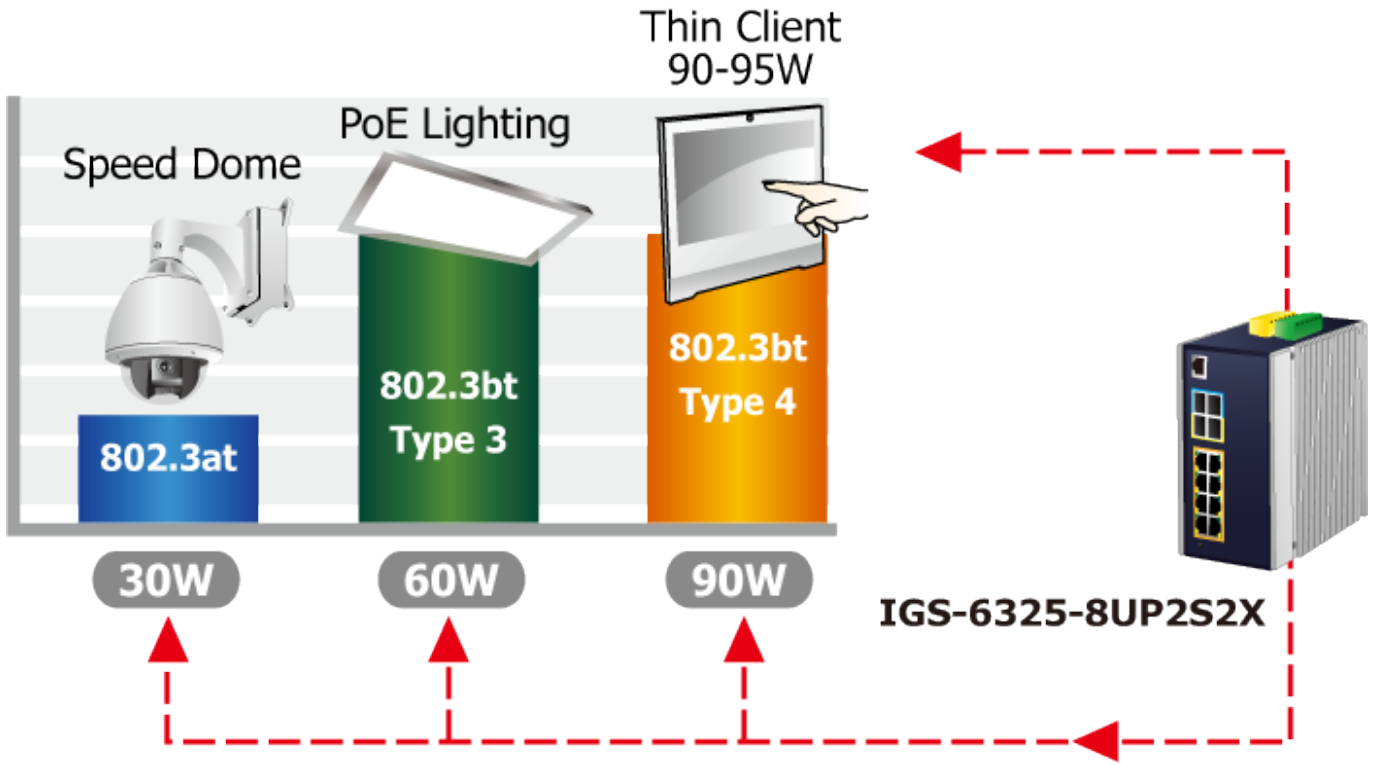 Thin Client
90-95W
PoE Lighting
Speed Dome
802.3bt
Type 4
802.3bt
Type 3
802.3at
30W
60W
90W
IGS-6325-8UP2S2X